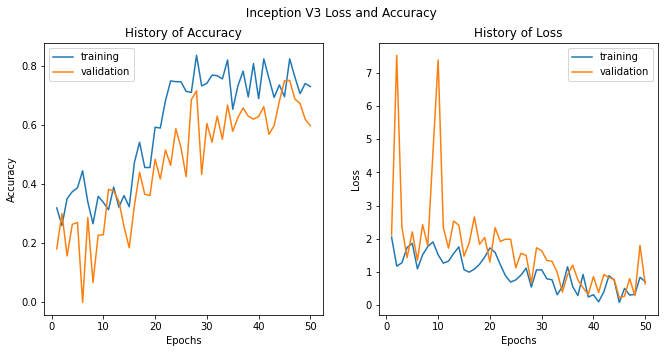 Inception V3 Loss and Accuracy
History of Accuracy
training
validation
Accuracy
0.8
0.6
0.4
0.2
0.0
0
10
20
30
40
50
Epochs
History of Loss
training
validation
Loss
7
6
5
4
3
2
1
0
0
10
20
30
40
50
Epochs